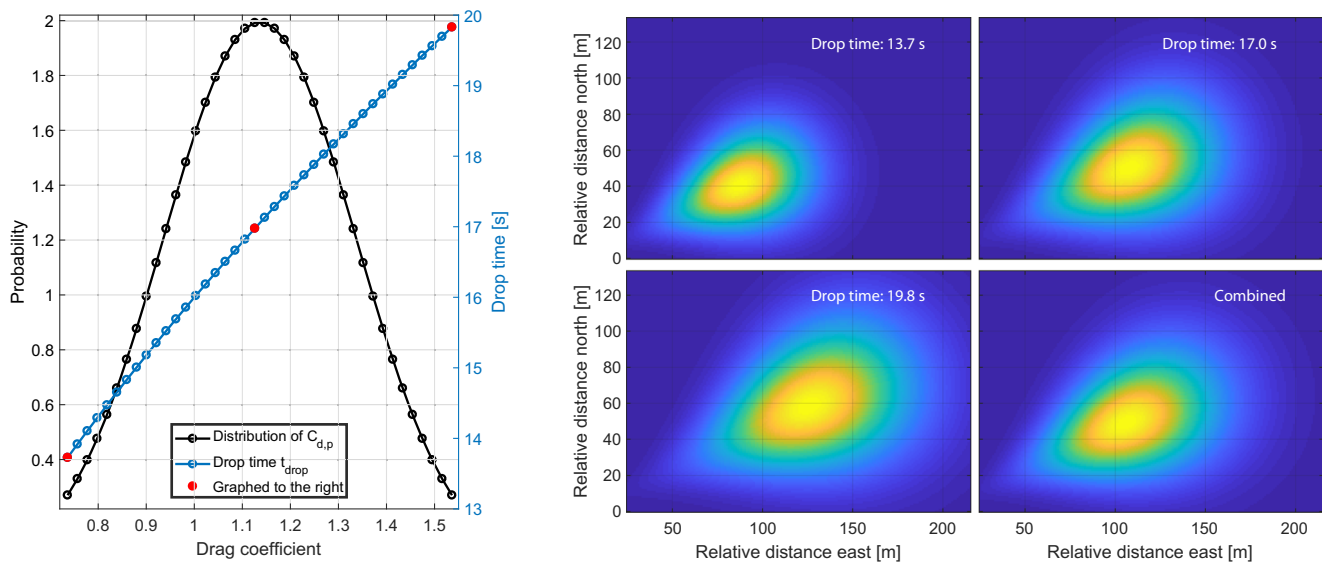 2
1.8
1.6
1.4
1.2
1
0.8
0.6
0.4
Probability
20
19
18
17
16
15
14
13
Drop time [s]
Distribution of C_{d,p}
Drop time t_{drop}
Graphed to the right
0.8 0.9 1 1.1 1.2 1.3 1.4 1.5
Drag coefficient
Relative distance north [m]
120
100
80
60
40
20
0
Drop time: 13.7 s
Drop time: 17.0 s
Relative distance north [m]
120
100
80
60
40
20
0
Drop time: 19.8 s
Combined
50 100 150 200
50 100 150 200
Relative distance east [m]
Relative distance east [m]